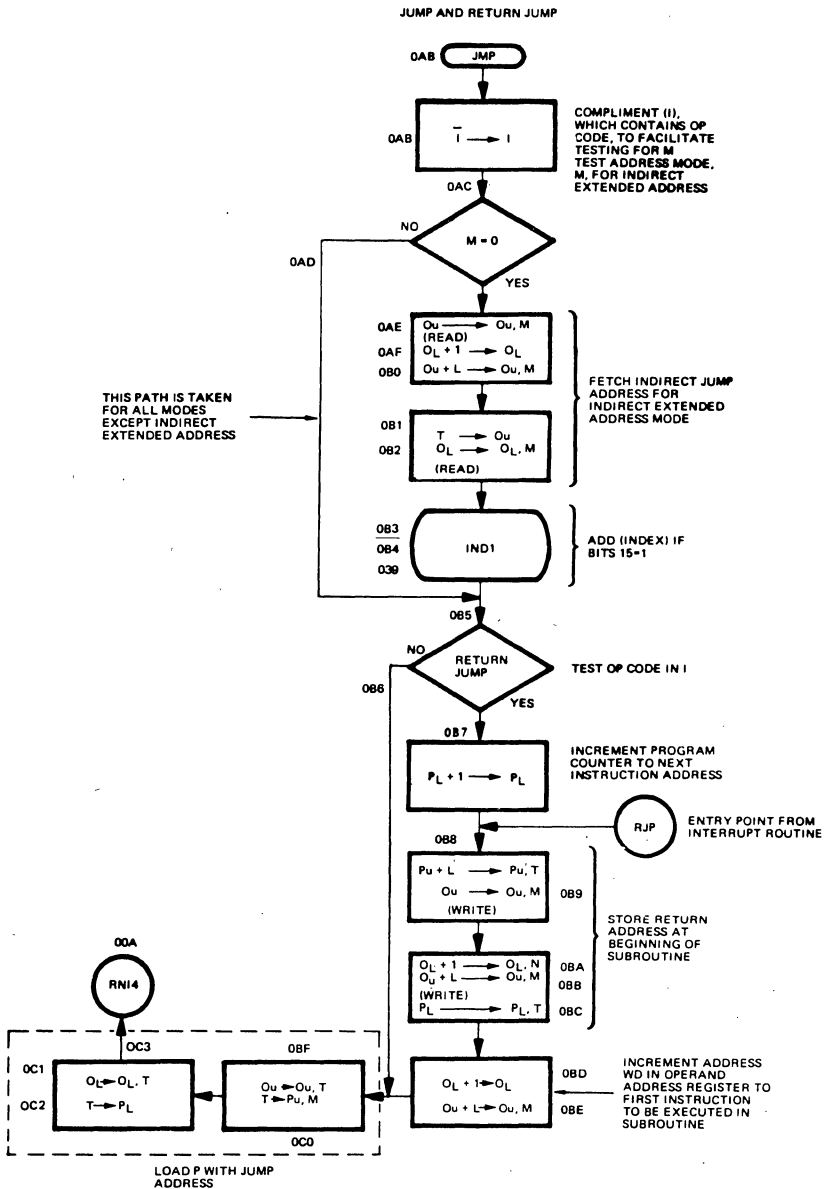 JUMP AND RETURN JUMP
0AB
JMP
0AB
I̅ → I
COMPLIMENT (I),
WHICH CONTAINS OP
CODE, TO FACILITATE
TESTING FOR M
TEST ADDRESS MODE,
M, FOR INDIRECT
EXTENDED ADDRESS
0AC
NO
M = 0
0AD
YES
0AE
Ou → Ou, M
(READ)
0AF
OL + 1 → OL
0B0
Ou + L → Ou, M
FETCH INDIRECT JUMP
ADDRESS FOR
INDIRECT EXTENDED
ADDRESS MODE
THIS PATH IS TAKEN
FOR ALL MODES
EXCEPT INDIRECT
EXTENDED ADDRESS
0B1
T → Ou
0B2
OL → OL, M
(READ)
0B3
0B4
039
IND1
ADD (INDEX) IF
BITS 15=1
0B5
NO
RETURN
JUMP
TEST OP CODE IN I
0B6
YES
0B7
PL + 1 → PL
INCREMENT PROGRAM
COUNTER TO NEXT
INSTRUCTION ADDRESS
RJP
ENTRY POINT FROM
INTERRUPT ROUTINE
0B8
Pu + L → Pu, T
Ou → Ou, M
0B9
(WRITE)
STORE RETURN
ADDRESS AT
BEGINNING OF
SUBROUTINE
OL + 1 → OL, N
0BA
Ou + L → Ou, M
0BB
(WRITE)
PL → PL, T
0BC
00A
RNI4
0C3
0BF
0C1
OL → OL, T
0C2
T → PL
Ou → Ou, T
T → Pu, M
0C0
OL + 1 → OL
0BD
Ou + L → Ou, M
0BE
INCREMENT ADDRESS
WD IN OPERAND
ADDRESS REGISTER TO
FIRST INSTRUCTION
TO BE EXECUTED IN
SUBROUTINE
LOAD P WITH JUMP
ADDRESS